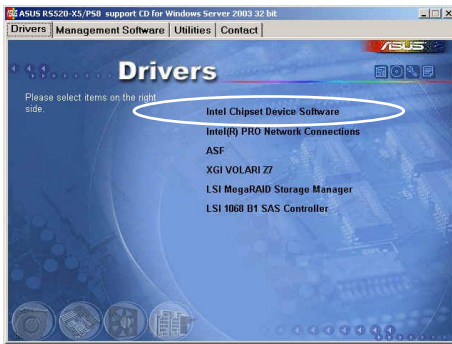 ASUS RS520-X5/PS8 support CD for Windows Server 2003 32 bit
Drivers Management Software Utilities Contact
ASUS
Drivers
Please select items on the right
side.
Intel Chipset Device Software
Intel(R) PRO Network Connections
ASF
XGI VOLARI Z7
LSI MegaRAID Storage Manager
LSI 1068 B1 SAS Controller